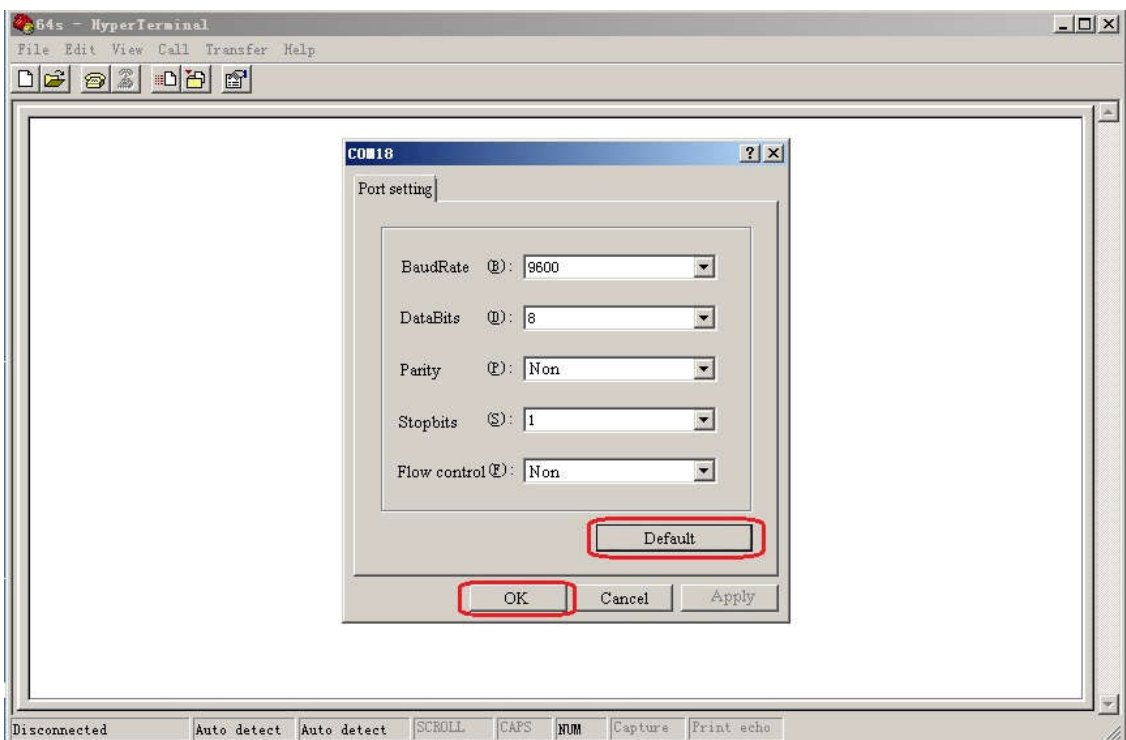 64s - HyperTerminal
File Edit View Call Transfer Help
COM18
Port setting
BaudRate (B): 9600
DataBits (D): 8
Parity (P): Non
Stopbits (S): 1
Flow control(F): Non
Default
OK Cancel Apply
Disconnected Auto detect Auto detect SCROLL CAPS NUM Capture Print echo